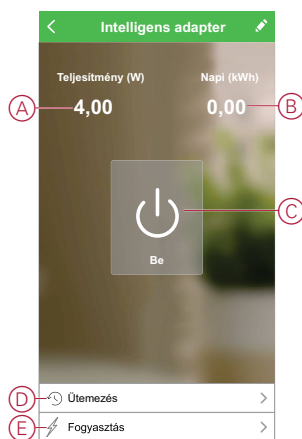 Intelligens adapter
Teljesítmény (W)
Napi (kWh)
A
4,00
0,00
B
C
Be
D
Ütemezés
E
Fogyasztás